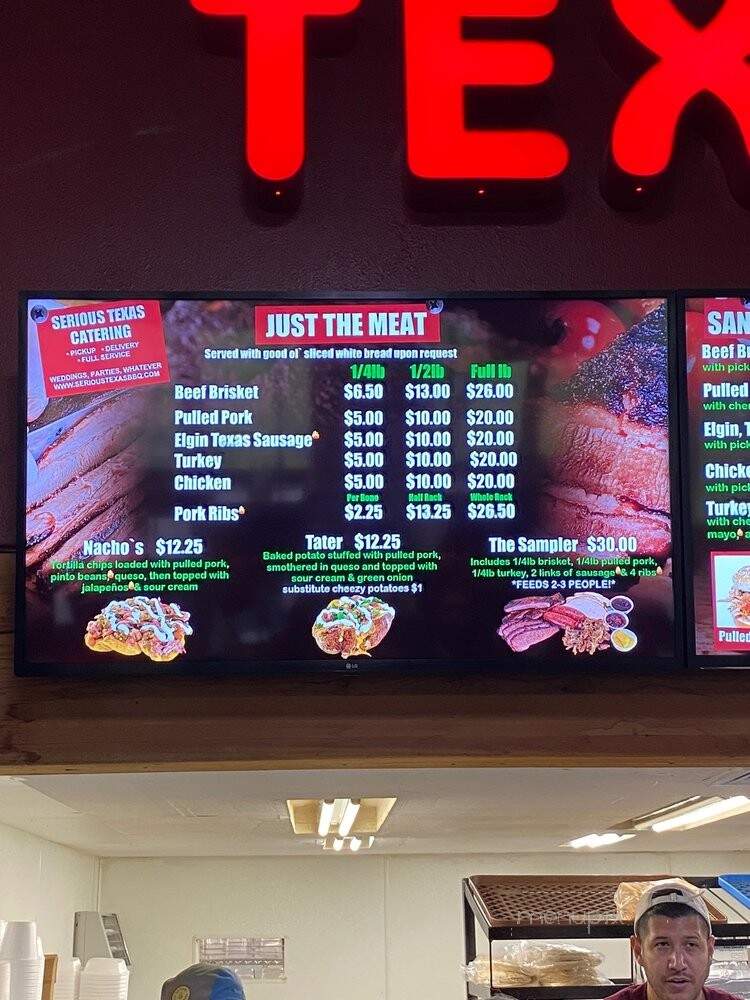 TEX
SERIOUS TEXAS
CATERING
• PICKUP • DELIVERY
• FULL SERVICE
WEDDINGS, PARTIES, WHATEVER
WWW.SERIOUSTEXASBBQ.COM
JUST THE MEAT
Served with good ol` sliced white bread upon request
1/4lb 1/2lb Full lb
Beef Brisket $6.50 $13.00 $26.00
Pulled Pork $5.00 $10.00 $20.00
Elgin Texas Sausage $5.00 $10.00 $20.00
Turkey $5.00 $10.00 $20.00
Chicken $5.00 $10.00 $20.00
Per Bone Half Rack Whole Rack
Pork Ribs $2.25 $13.25 $26.50
Nacho`s $12.25
Tortilla chips loaded with pulled pork,
pinto beans, queso, then topped with
jalapeños & sour cream
Tater $12.25
Baked potato stuffed with pulled pork,
smothered in queso and topped with
sour cream & green onion
substitute cheezy potatoes $1
The Sampler $30.00
Includes 1/4lb brisket, 1/4lb pulled pork,
1/4lb turkey, 2 links of sausage & 4 ribs
*FEEDS 2-3 PEOPLE!*
LG
SAN
Beef B
with pick
Pulled
with che
Elgin, T
with pick
Chick
with pick
Turkey
with che
mayo, a
Pulled
menupix